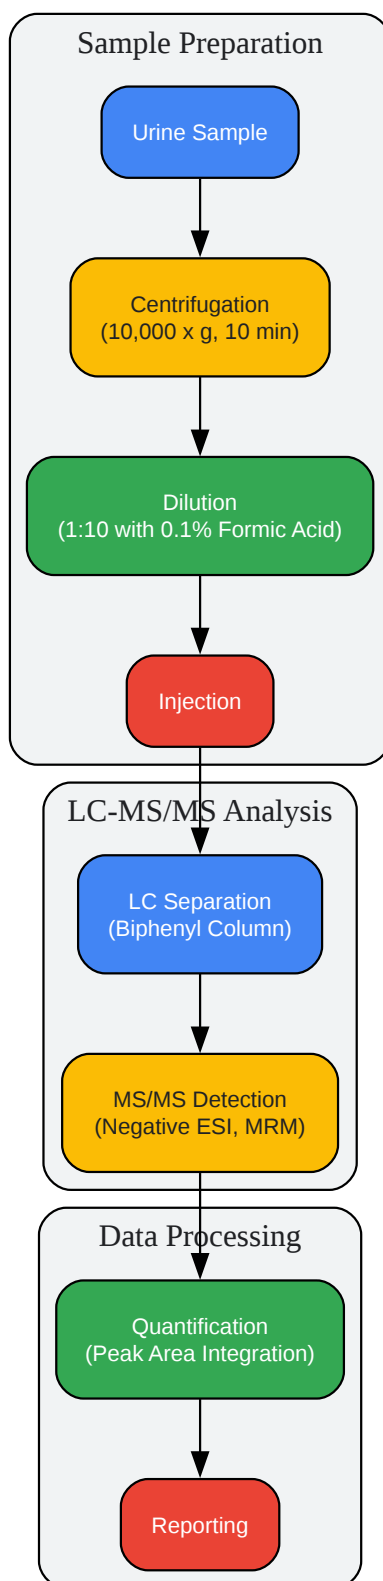 Sample Preparation
Urine Sample
Centrifugation
(10,000 x g, 10 min)
Dilution
(1:10 with 0.1% Formic Acid)
Injection
LC-MS/MS Analysis
LC Separation
(Biphenyl Column)
MS/MS Detection
(Negative ESI, MRM)
Data Processing
Quantification
(Peak Area Integration)
Reporting